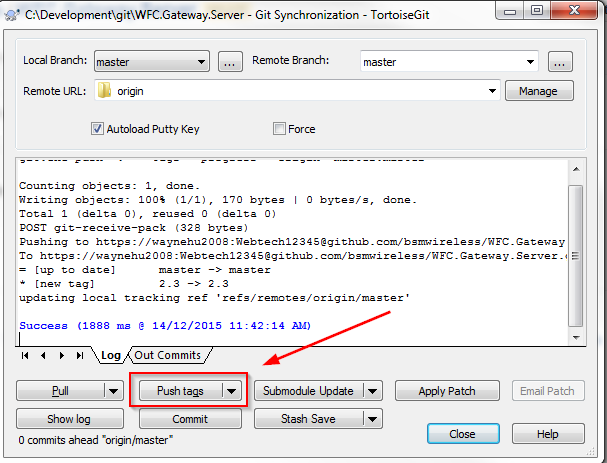 C:\Development\git\WFC.Gateway.Server - Git Synchronization - TortoiseGit
Local Branch: master ... Remote Branch: master ...
Remote URL: origin Manage
Autoload Putty Key Force
Counting objects: 1, done.
Writing objects: 100% (1/1), 170 bytes | 0 bytes/s, done.
Total 1 (delta 0), reused 0 (delta 0)
POST git-receive-pack (328 bytes)
Pushing to https://waynehu2008:Webtech12345@github.com/bsmwireless/WFC.Gateway
To https://waynehu2008:Webtech12345@github.com/bsmwireless/WFC.Gateway.Server.
= [up to date] master -> master
* [new tag] 2.3 -> 2.3
updating local tracking ref 'refs/remotes/origin/master'
Success (1888 ms @ 14/12/2015 11:42:14 AM)
Log Out Commits
Pull Push tags Submodule Update Apply Patch Email Patch
Show log Commit Stash Save
Close Help
0 commits ahead "origin/master"